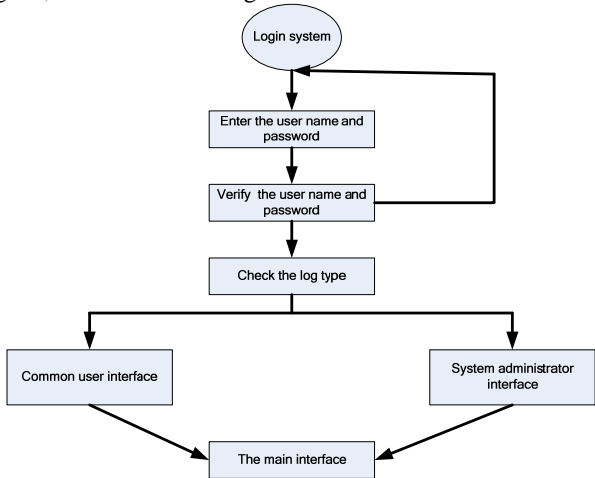 Login system
Enter the user name and
password
Verify the user name and
password
Check the log type
Common user interface
System administrator
interface
The main interface